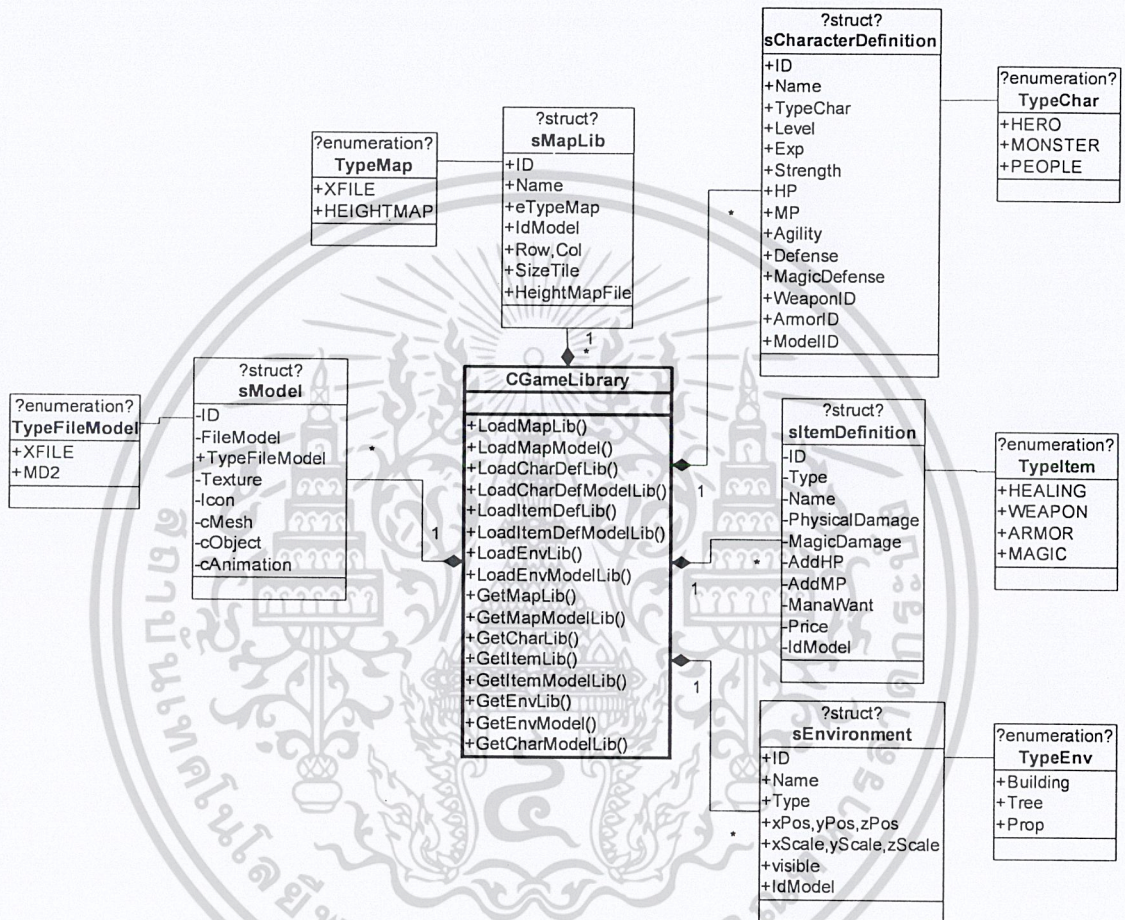 ?struct?
sCharacterDefinition
+ID
+Name
+TypeChar
+Level
+Exp
+Strength
+HP
+MP
+Agility
+Defense
+MagicDefense
+WeaponID
+ArmorID
+ModelID
?enumeration?
TypeChar
+HERO
+MONSTER
+PEOPLE
?struct?
sMapLib
+ID
+Name
+eTypeMap
+IdModel
+Row,Col
+SizeTile
+HeightMapFile
?enumeration?
TypeMap
+XFILE
+HEIGHTMAP
*
1
*
CGameLibrary
+LoadMapLib()
+LoadMapModel()
+LoadCharDefLib()
+LoadCharDefModelLib()
+LoadItemDefLib()
+LoadItemDefModelLib()
+LoadEnvLib()
+LoadEnvModelLib()
+GetMapLib()
+GetMapModelLib()
+GetCharLib()
+GetItemLib()
+GetItemModelLib()
+GetEnvLib()
+GetEnvModel()
+GetCharModelLib()
?struct?
sModel
-ID
-FileModel
+TypeFileModel
-Texture
-Icon
-cMesh
-cObject
-cAnimation
?enumeration?
TypeFileModel
+XFILE
+MD2
*
1
1
?struct?
sItemDefinition
-ID
-Type
-Name
-PhysicalDamage
-MagicDamage
-AddHP
-AddMP
-ManaWant
-Price
-IdModel
?enumeration?
TypeItem
+HEALING
+WEAPON
+ARMOR
+MAGIC
*
1
1
?struct?
sEnvironment
+ID
+Name
+Type
+xPos,yPos,zPos
+xScale,yScale,zScale
+visible
+IdModel
?enumeration?
TypeEnv
+Building
+Tree
+Prop
*